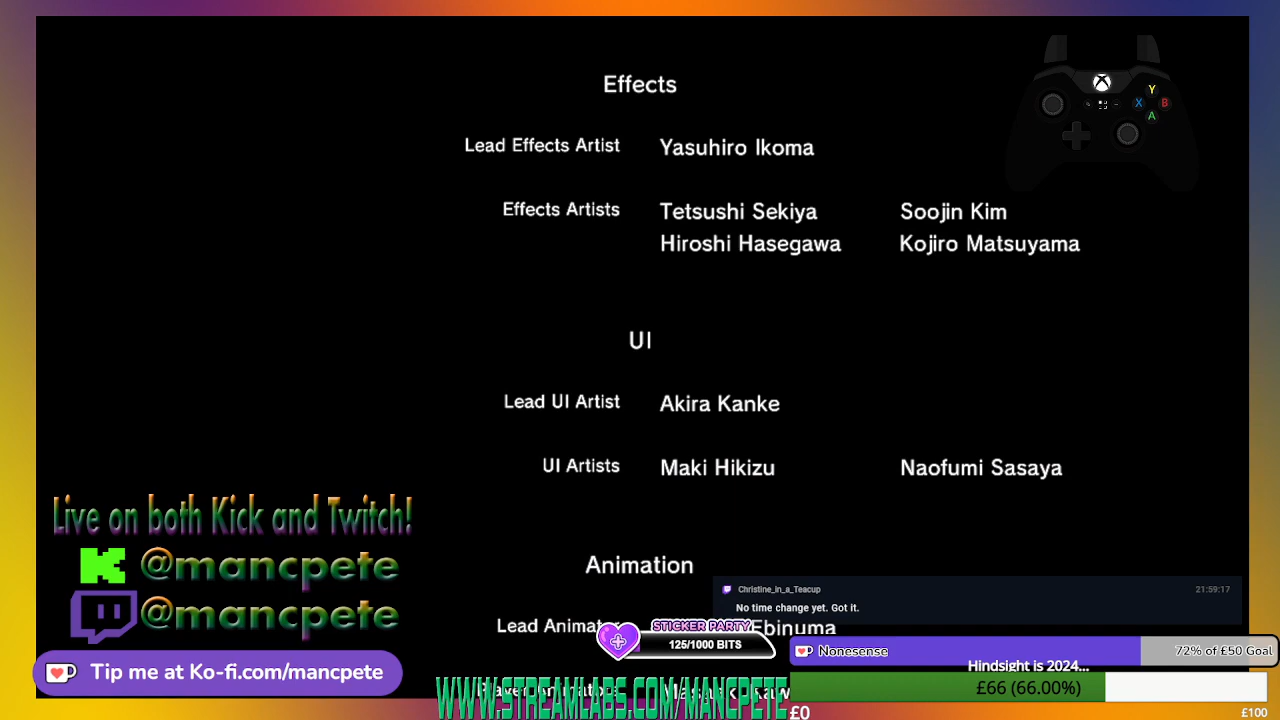 Effects
Lead Effects Artist Yasuhiro Ikoma
Effects Artists Tetsushi Sekiya Soojin Kim
Hiroshi Hasegawa Kojiro Matsuyama
UI
Lead UI Artist Akira Kanke
UI Artists Maki Hikizu Naofumi Sasaya
Animation
Lead Animator Ebinuma
Y
X B
A
Live on both Kick and Twitch!
@mancpete
@mancpete
Tip me at Ko-fi.com/mancpete
Christine_in_a_Teacup 21:59:17
No time change yet. Got it.
STICKER PARTY
125/1000 BITS
Nonesense 72% of £50 Goal
Hindsight is 2024...
£66 (66.00%)
£0 £100
WWW.STREAMLABS.COM/MANCPETE